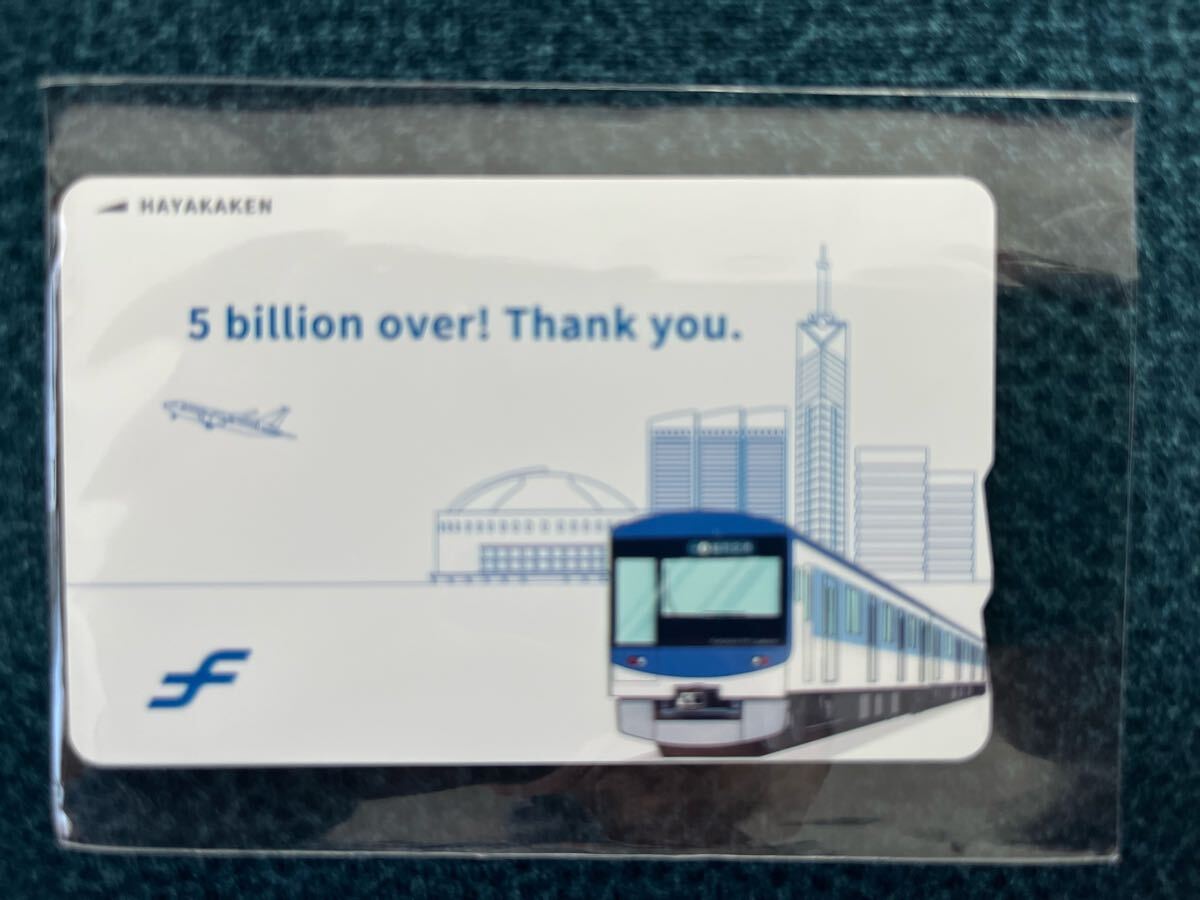 HAYAKAKEN
5 billion over! Thank you.